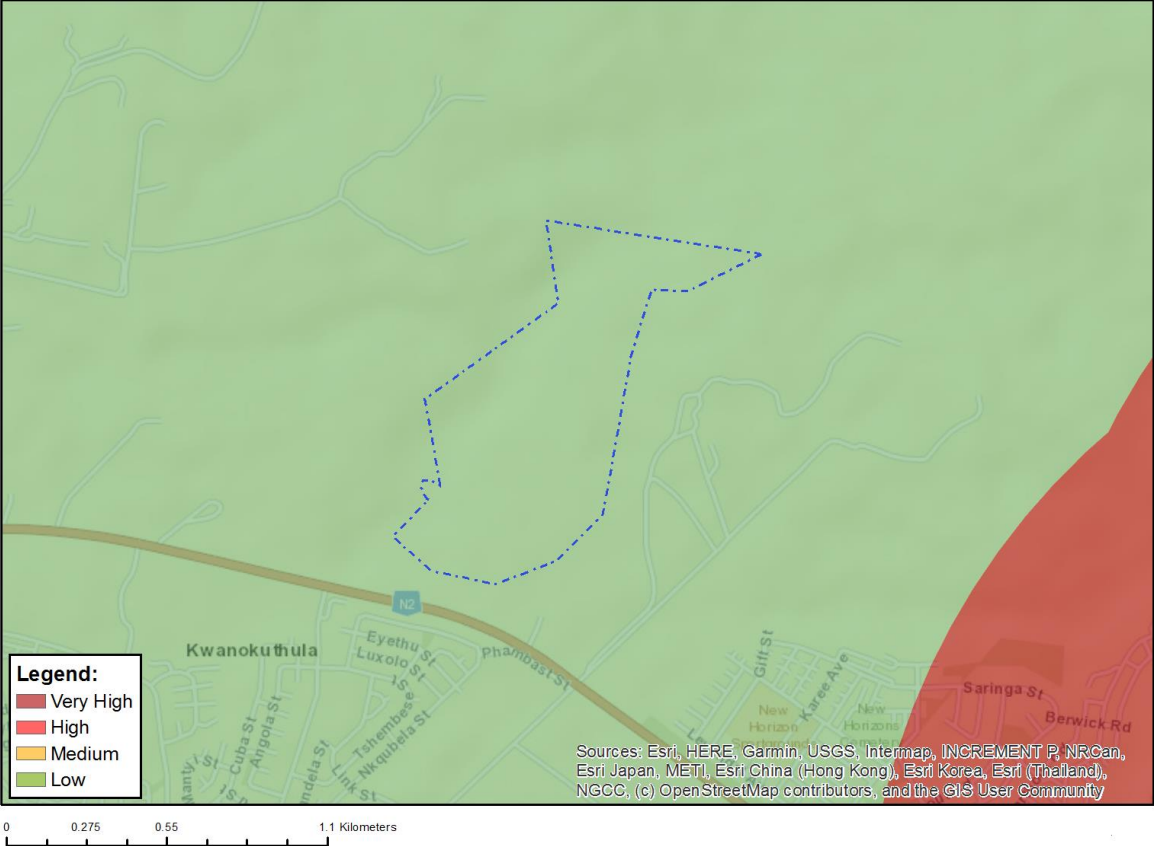 N2
Kwanokuthula
Eyethu St
Luxolo St
Phambast St
Gift St
Karee Ave
Saringa St
Berwick Rd
New
Horizon
New
Horizons
Cuba St
Angola St
Tshembese
Nkqubela St
Link St
Legend:
Very High
High
Medium
Low
Sources: Esri, HERE, Garmin, USGS, Intermap, INCREMENT P, NRCan,
Esri Japan, METI, Esri China (Hong Kong), Esri Korea, Esri (Thailand),
NGCC, (c) OpenStreetMap contributors, and the GIS User Community
0 0.275 0.55 1.1 Kilometers